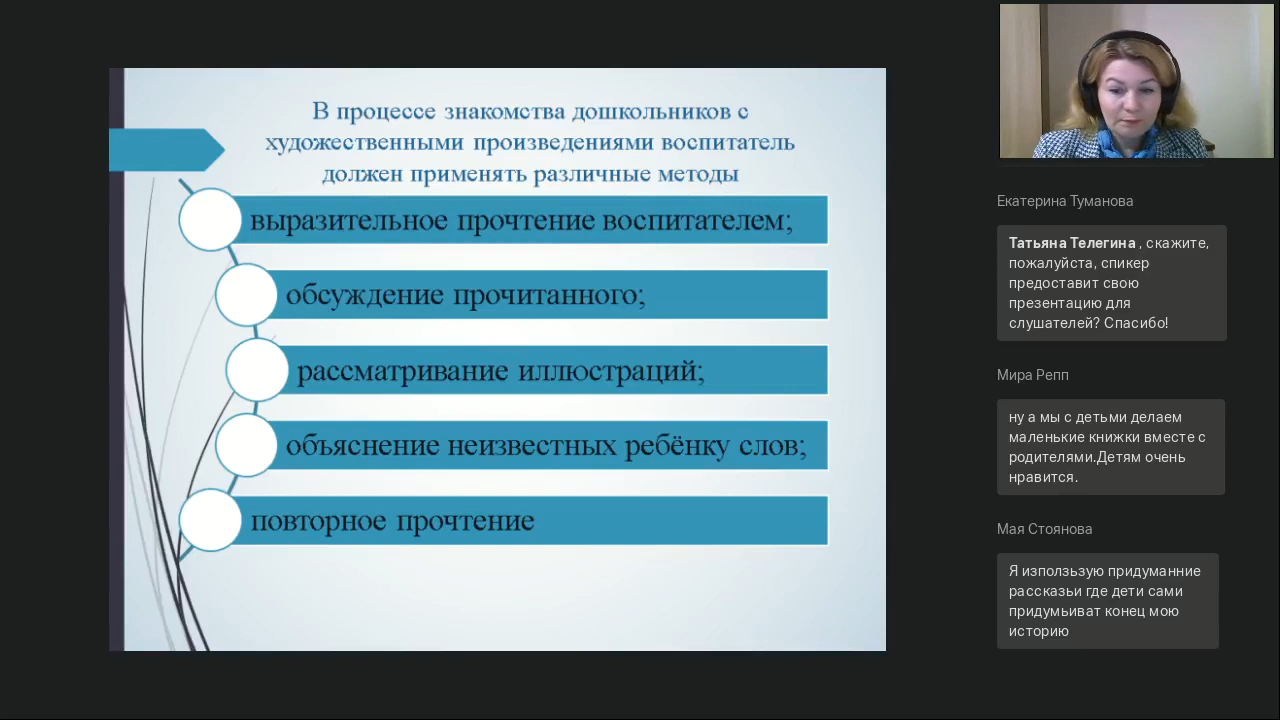 В процессе знакомства дошкольников с
художественными произведениями воспитатель
должен применять различные методы
выразительное прочтение воспитателем;
обсуждение прочитанного;
рассматривание иллюстраций;
объяснение неизвестных ребёнку слов;
повторное прочтение
Екатерина Туманова
Татьяна Телегина , скажите,
пожалуйста, спикер
предоставит свою
презентацию для
слушателей? Спасибо!
Мира Репп
ну а мы с детьми делаем
маленькие книжки вместе с
родителями.Детям очень
нравится.
Мая Стоянова
Я използьзую придуманние
рассказьи где дети сами
придумьиват конец мою
историю